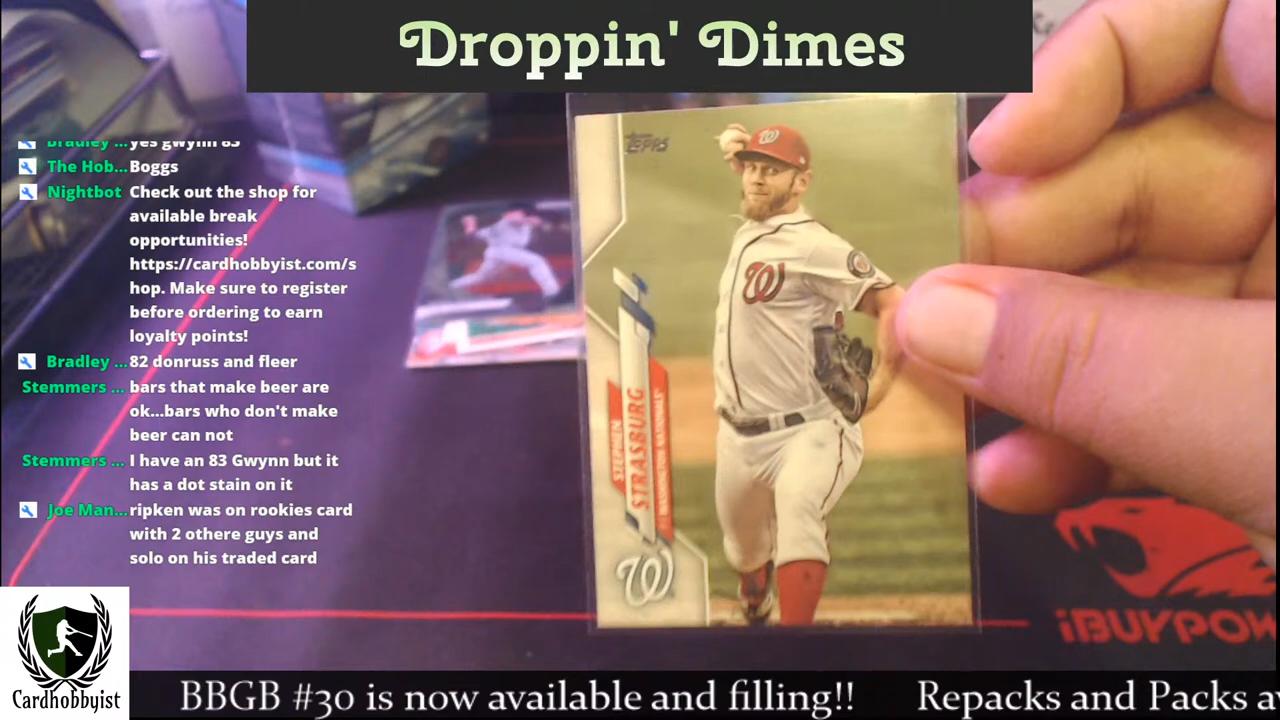 Droppin' Dimes
Bradley ... yes gwynn 83
The Hob... Boggs
Nightbot Check out the shop for
available break
opportunities!
https://cardhobbyist.com/s
hop. Make sure to register
before ordering to earn
loyalty points!
Bradley ... 82 donruss and fleer
Stemmers ... bars that make beer are
ok...bars who don't make
beer can not
Stemmers ... I have an 83 Gwynn but it
has a dot stain on it
Joe Man... ripken was on rookies card
with 2 othere guys and
solo on his traded card
TOPPS
W
W
STEPHEN
STRASBURG
WASHINGTON NATIONALS
W
iBUYPOW
Cardhobbyist
BBGB #30 is now available and filling!! Repacks and Packs a